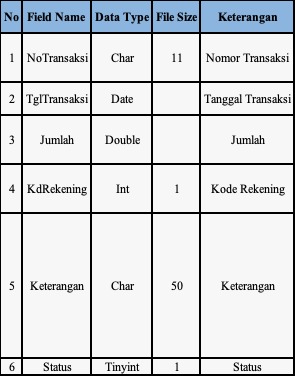 No Field Name Data Type File Size Keterangan
1 NoTransaksi Char 11 Nomor Transaksi
2 TglTransaksi Date Tanggal Transaksi
3 Jumlah Double Jumlah
4 KdRekening Int 1 Kode Rekening
5 Keterangan Char 50 Keterangan
6 Status Tinyint 1 Status